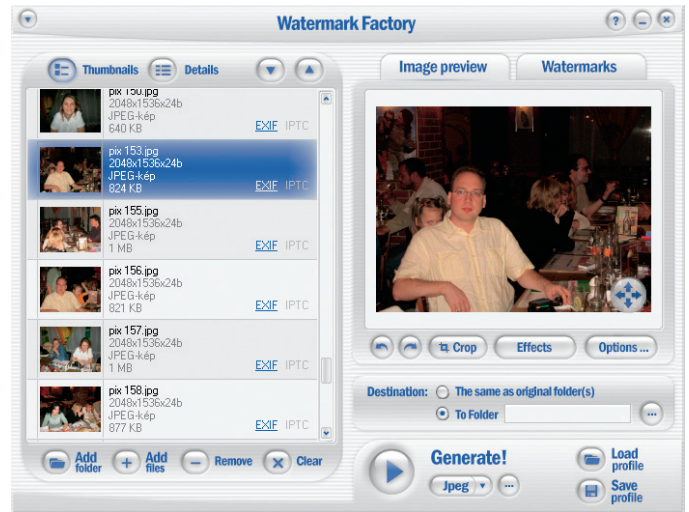 Watermark Factory
Thumbnails
Details
Image preview
Watermarks
pix 150.jpg
2048x1536x24b
JPEG-kép
640 KB
EXIF IPTC
pix 153.jpg
2048x1536x24b
JPEG-kép
824 KB
EXIF IPTC
pix 155.jpg
2048x1536x24b
JPEG-kép
1 MB
EXIF IPTC
pix 156.jpg
2048x1536x24b
JPEG-kép
821 KB
EXIF IPTC
pix 157.jpg
2048x1536x24b
JPEG-kép
1 MB
EXIF IPTC
pix 158.jpg
2048x1536x24b
JPEG-kép
877 KB
EXIF IPTC
Add folder
Add files
Remove
Clear
Crop
Effects
Options ...
Destination:
The same as original folder(s)
To Folder
...
Generate!
Jpeg
...
Load profile
Save profile